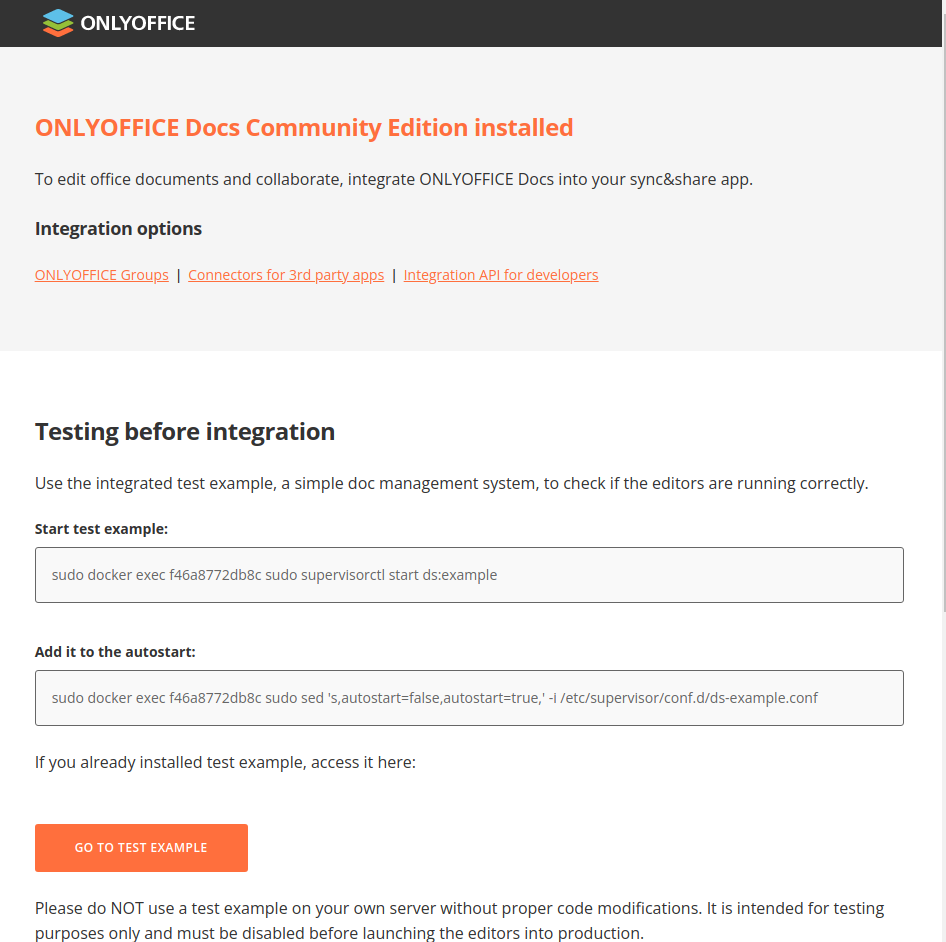 ONLYOFFICE
ONLYOFFICE Docs Community Edition installed
To edit office documents and collaborate, integrate ONLYOFFICE Docs into your sync&share app.
Integration options
ONLYOFFICE Groups | Connectors for 3rd party apps | Integration API for developers
Testing before integration
Use the integrated test example, a simple doc management system, to check if the editors are running correctly.
Start test example:
sudo docker exec f46a8772db8c sudo supervisorctl start ds:example
Add it to the autostart:
sudo docker exec f46a8772db8c sudo sed 's,autostart=false,autostart=true,' -i /etc/supervisor/conf.d/ds-example.conf
If you already installed test example, access it here:
GO TO TEST EXAMPLE
Please do NOT use a test example on your own server without proper code modifications. It is intended for testing
purposes only and must be disabled before launching the editors into production.